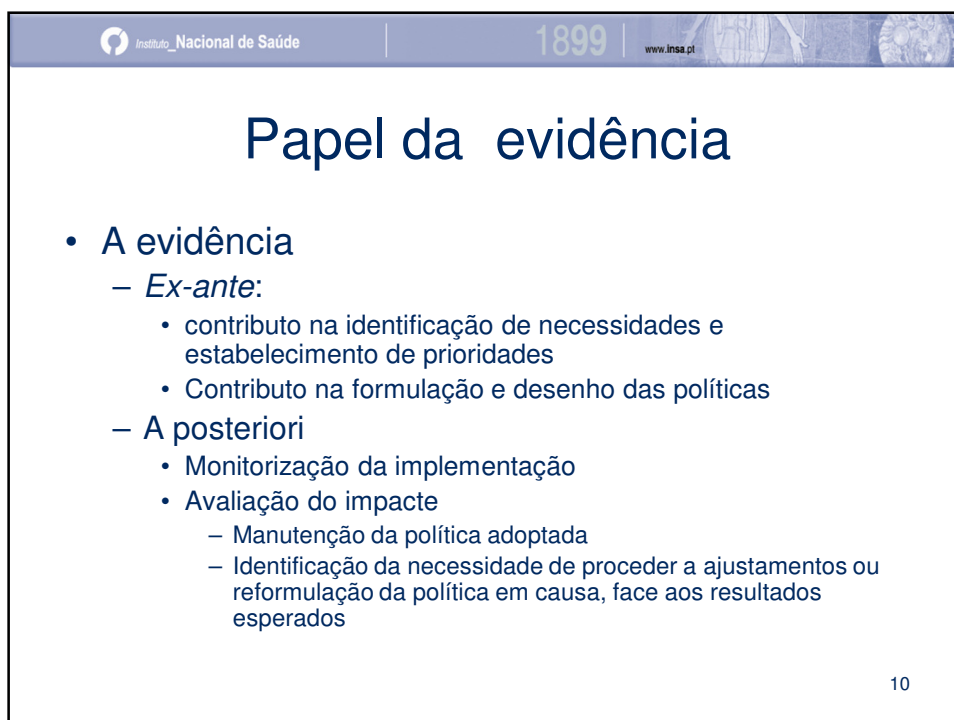 Instituto_Nacional de Saúde
1899
www.insa.pt
Papel da evidência
• A evidência
– Ex-ante:
• contributo na identificação de necessidades e
estabelecimento de prioridades
• Contributo na formulação e desenho das políticas
– A posteriori
• Monitorização da implementação
• Avaliação do impacte
– Manutenção da política adoptada
– Identificação da necessidade de proceder a ajustamentos ou
reformulação da política em causa, face aos resultados
esperados
10